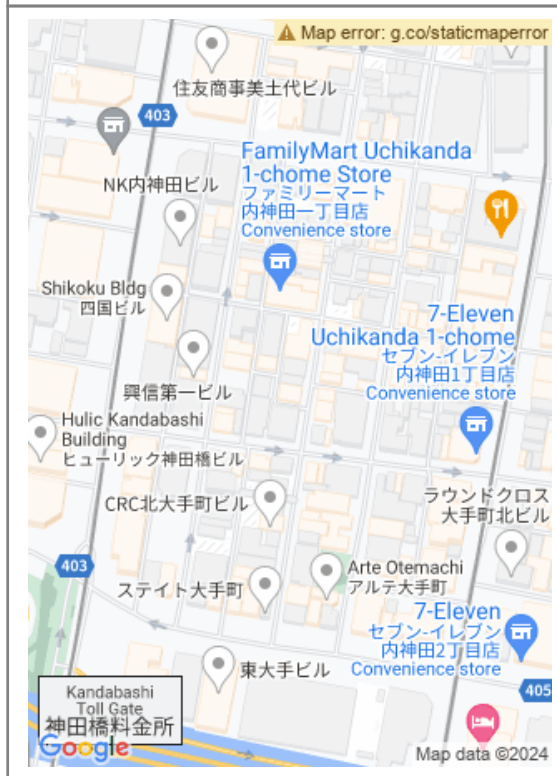 Map error: g.co/staticmaperror
住友商事美土代ビル
403
FamilyMart Uchikanda
1-chome Store
ファミリーマート
内神田一丁目店
Convenience store
NK内神田ビル
Shikoku Bldg
四国ビル
7-Eleven
Uchikanda 1-chome
セブン-イレブン
内神田1丁目店
Convenience store
興信第一ビル
Hulic Kandabashi
Building
ヒューリック神田橋ビル
CRC北大手町ビル
ラウンドクロス
大手町北ビル
403
Arte Otemachi
アルテ大手町
ステイト大手町
7-Eleven
セブン-イレブン
内神田2丁目店
Convenience store
東大手ビル
405
Kandabashi
Toll Gate
神田橋料金所
Google
Map data ©2024